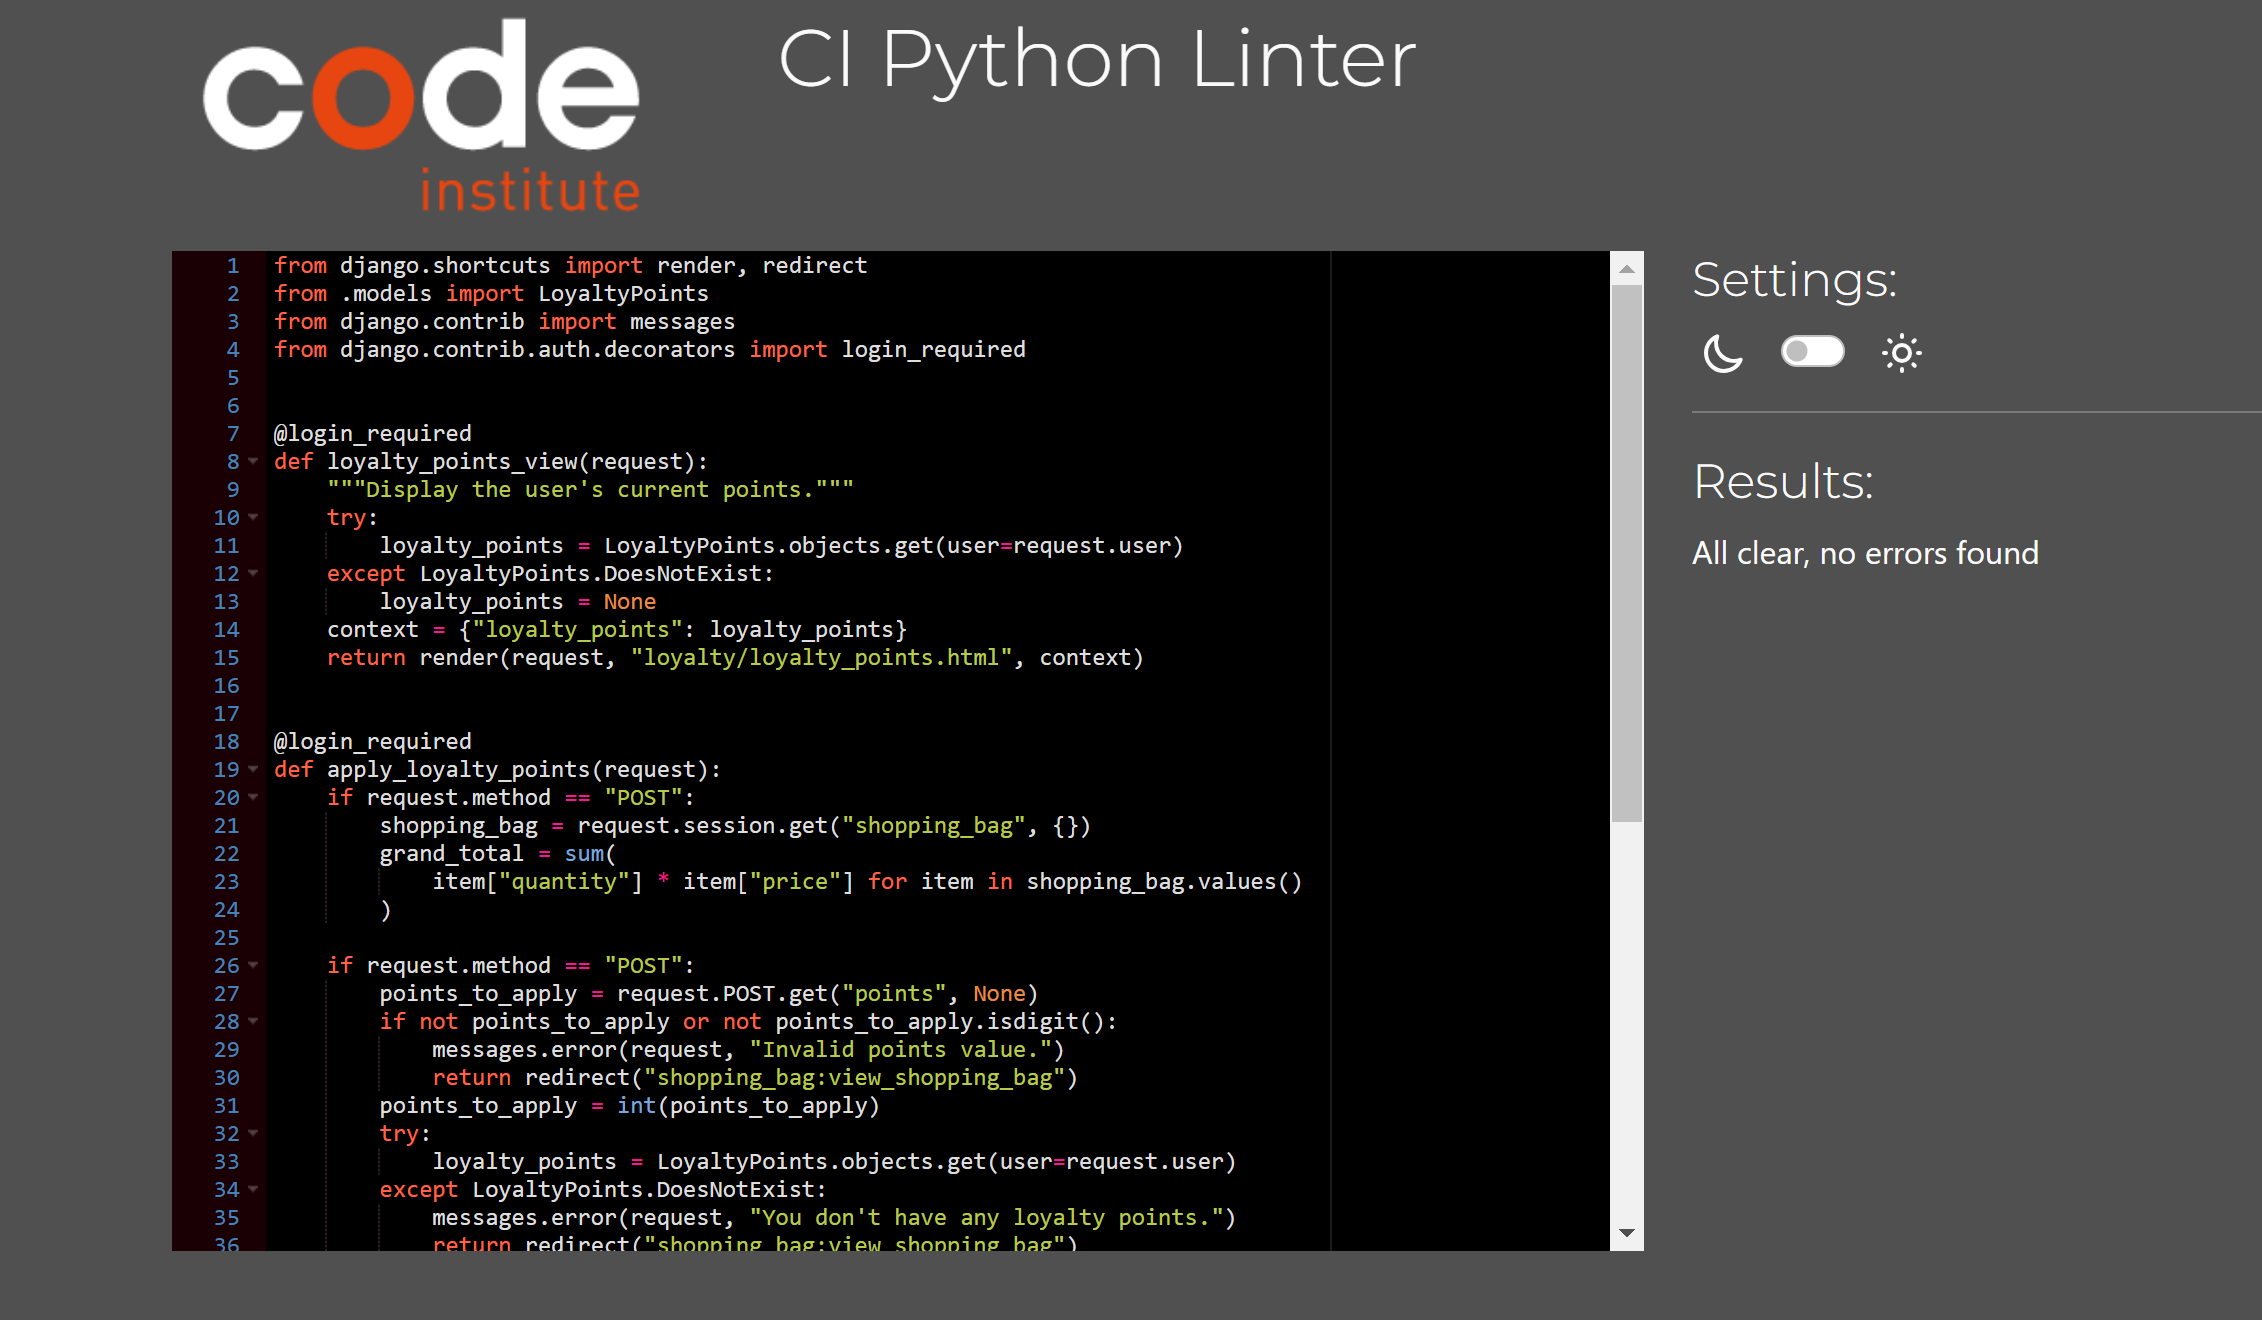 code
institute
CI Python Linter
1 from django.shortcuts import render, redirect
2 from .models import LoyaltyPoints
3 from django.contrib import messages
4 from django.contrib.auth.decorators import login_required
5
6
7 @login_required
8 def loyalty_points_view(request):
9     """Display the user's current points."""
10     try:
11         loyalty_points = LoyaltyPoints.objects.get(user=request.user)
12     except LoyaltyPoints.DoesNotExist:
13         loyalty_points = None
14     context = {"loyalty_points": loyalty_points}
15     return render(request, "loyalty/loyalty_points.html", context)
16
17
18 @login_required
19 def apply_loyalty_points(request):
20     if request.method == "POST":
21         shopping_bag = request.session.get("shopping_bag", {})
22         grand_total = sum(
23             item["quantity"] * item["price"] for item in shopping_bag.values()
24         )
25
26     if request.method == "POST":
27         points_to_apply = request.POST.get("points", None)
28         if not points_to_apply or not points_to_apply.isdigit():
29             messages.error(request, "Invalid points value.")
30             return redirect("shopping_bag:view_shopping_bag")
31         points_to_apply = int(points_to_apply)
32         try:
33             loyalty_points = LoyaltyPoints.objects.get(user=request.user)
34         except LoyaltyPoints.DoesNotExist:
35             messages.error(request, "You don't have any loyalty points.")
36             return redirect("shopping_bag:view_shopping_bag")
Settings:
Results:
All clear, no errors found